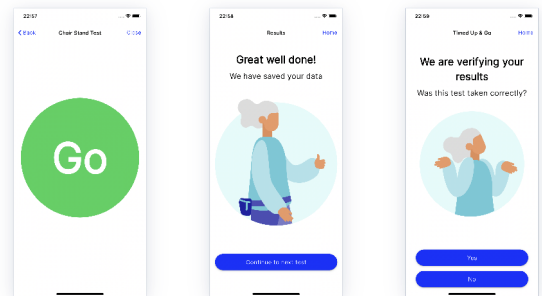 22:57
Back
Chair Stand Test
Close
Go
22:58
Results
Home
Great well done!
We have saved your data
Continue to next test
22:59
Timed Up & Go
Home
We are verifying your
results
Was this test taken correctly?
Yes
No